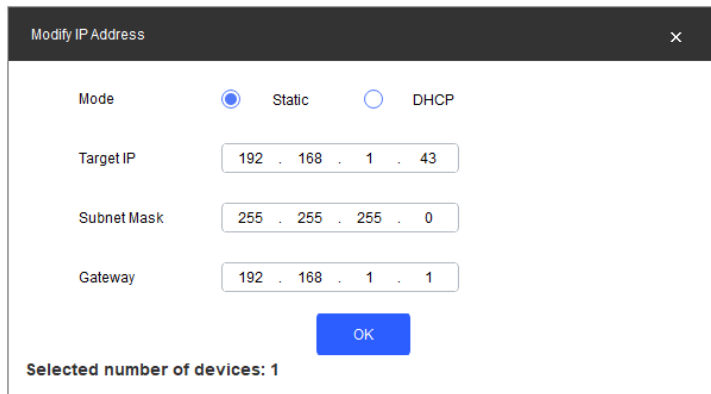 Modify IP Address ×
Mode Static DHCP
Target IP 192 . 168 . 1 . 43
Subnet Mask 255 . 255 . 255 . 0
Gateway 192 . 168 . 1 . 1
OK
Selected number of devices: 1